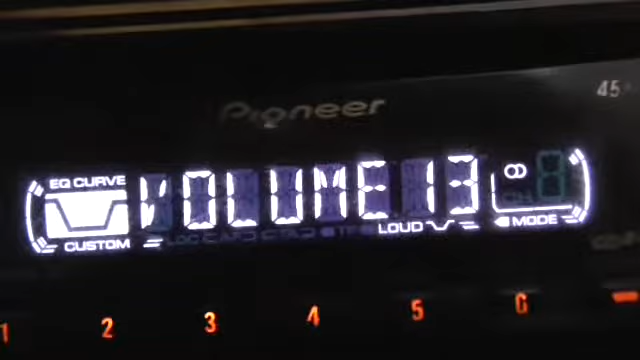 45
Pioneer
EQ CURVE
VOLUME 13
CUSTOM
LOUD
MODE
1 2 3 4 5 6